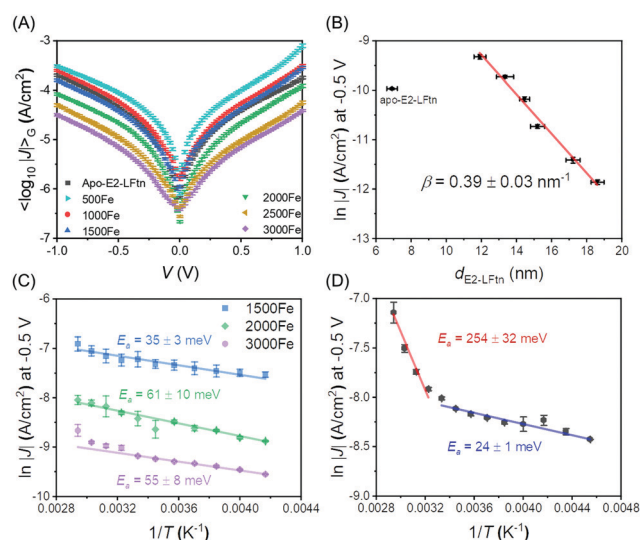 (A)
<log₁₀ |J|>G (A/cm²)
-3
-4
-5
-6
-7
Apo-E2-LFtn
500Fe
1000Fe
1500Fe
2000Fe
2500Fe
3000Fe
-1.0 -0.5 0.0 0.5 1.0
V (V)
(B)
ln |J| (A/cm²) at -0.5 V
-9
-10
-11
-12
-13
apo-E2-LFtn
β = 0.39 ± 0.03 nm⁻¹
6 8 10 12 14 16 18 20
dE2-LFtn (nm)
(C)
ln |J| (A/cm²) at -0.5 V
-6
-7
-8
-9
-10
1500Fe
2000Fe
3000Fe
Ea = 35 ± 3 meV
Ea = 61 ± 10 meV
Ea = 55 ± 8 meV
0.0028 0.0032 0.0036 0.0040 0.0044
1/T (K⁻¹)
(D)
ln |J| (A/cm²) at -0.5 V
-7.0
-7.5
-8.0
-8.5
-9.0
Ea = 254 ± 32 meV
Ea = 24 ± 1 meV
0.0028 0.0032 0.0036 0.0040 0.0044 0.0048
1/T (K⁻¹)